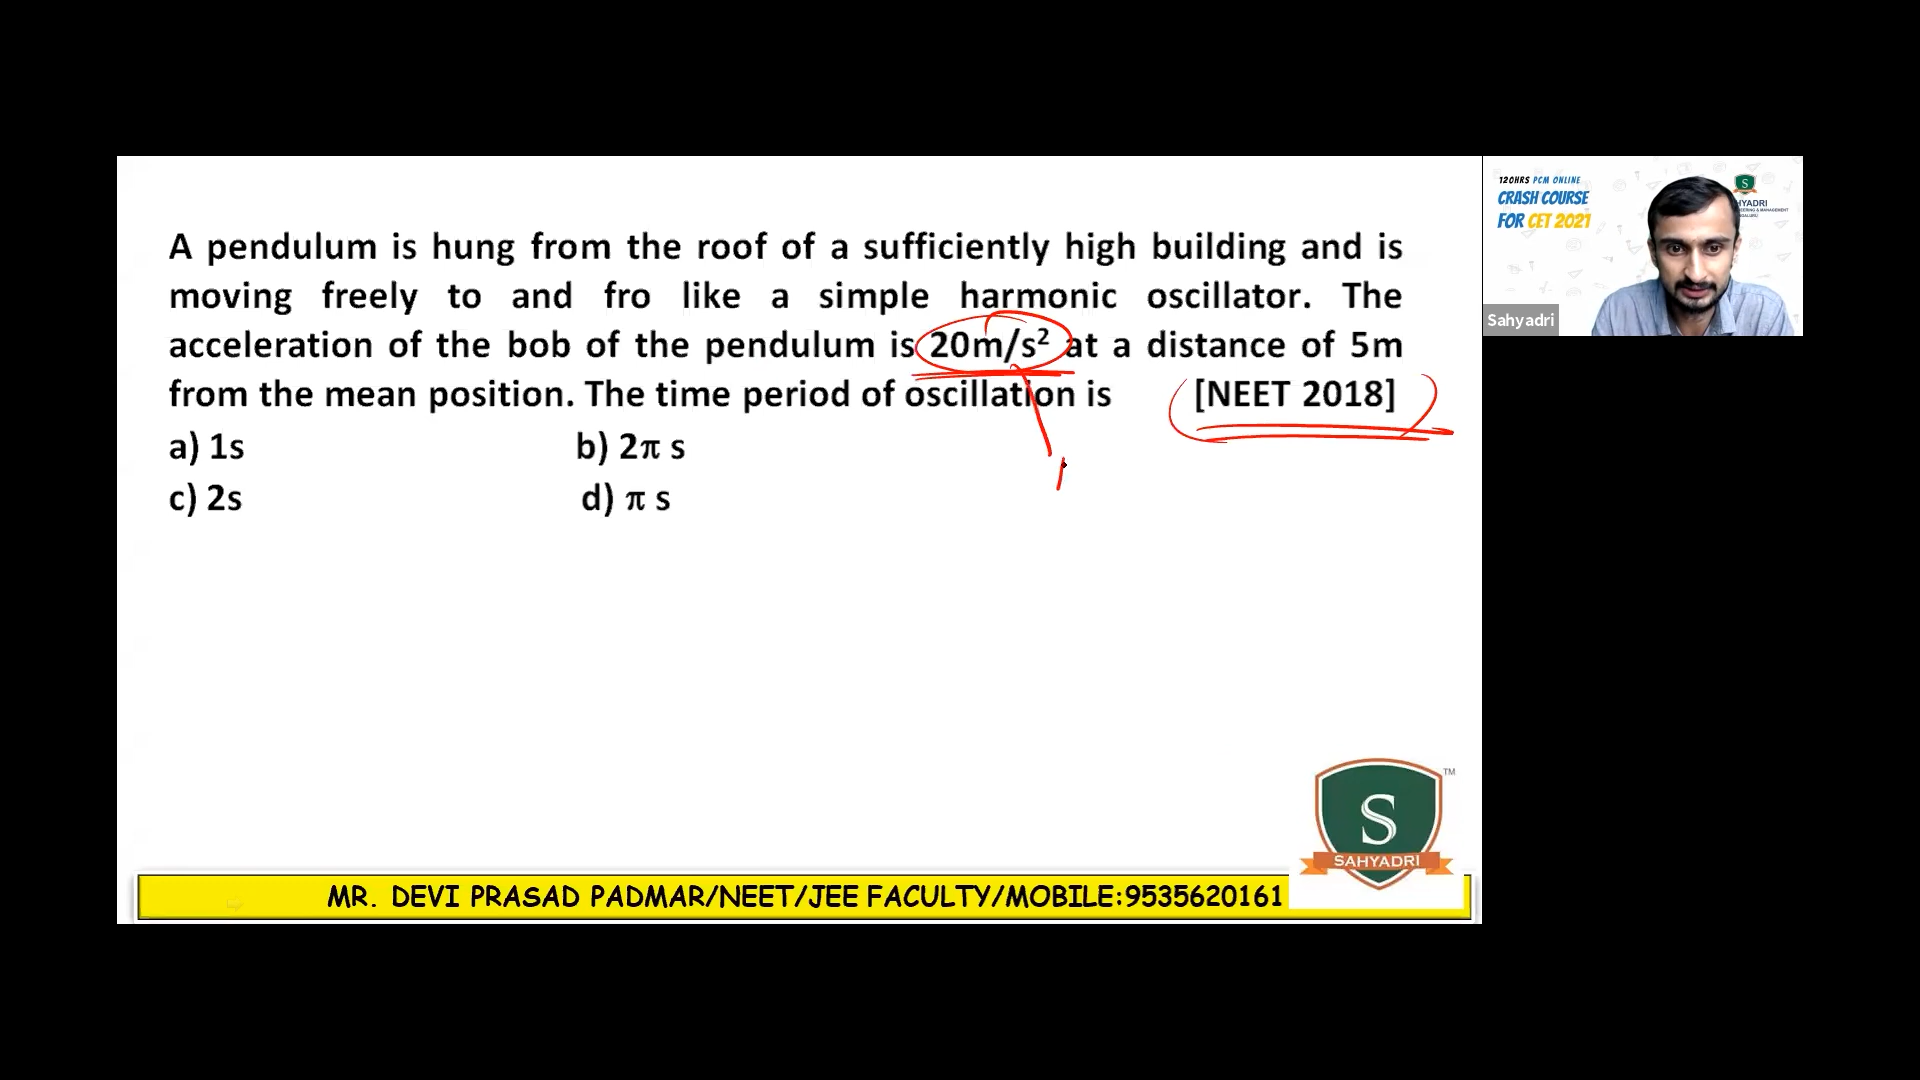 A pendulum is hung from the roof of a sufficiently high building and is
moving freely to and fro like a simple harmonic oscillator. The
acceleration of the bob of the pendulum is 20m/s² at a distance of 5m
from the mean position. The time period of oscillation is [NEET 2018]
a) 1s b) 2π s
c) 2s d) π s
MR. DEVI PRASAD PADMAR/NEET/JEE FACULTY/MOBILE:9535620161
S
SAHYADRI
TM
120HRS PCM ONLINE
CRASH COURSE
FOR CET 2021
S
HYADRI
Sahyadri